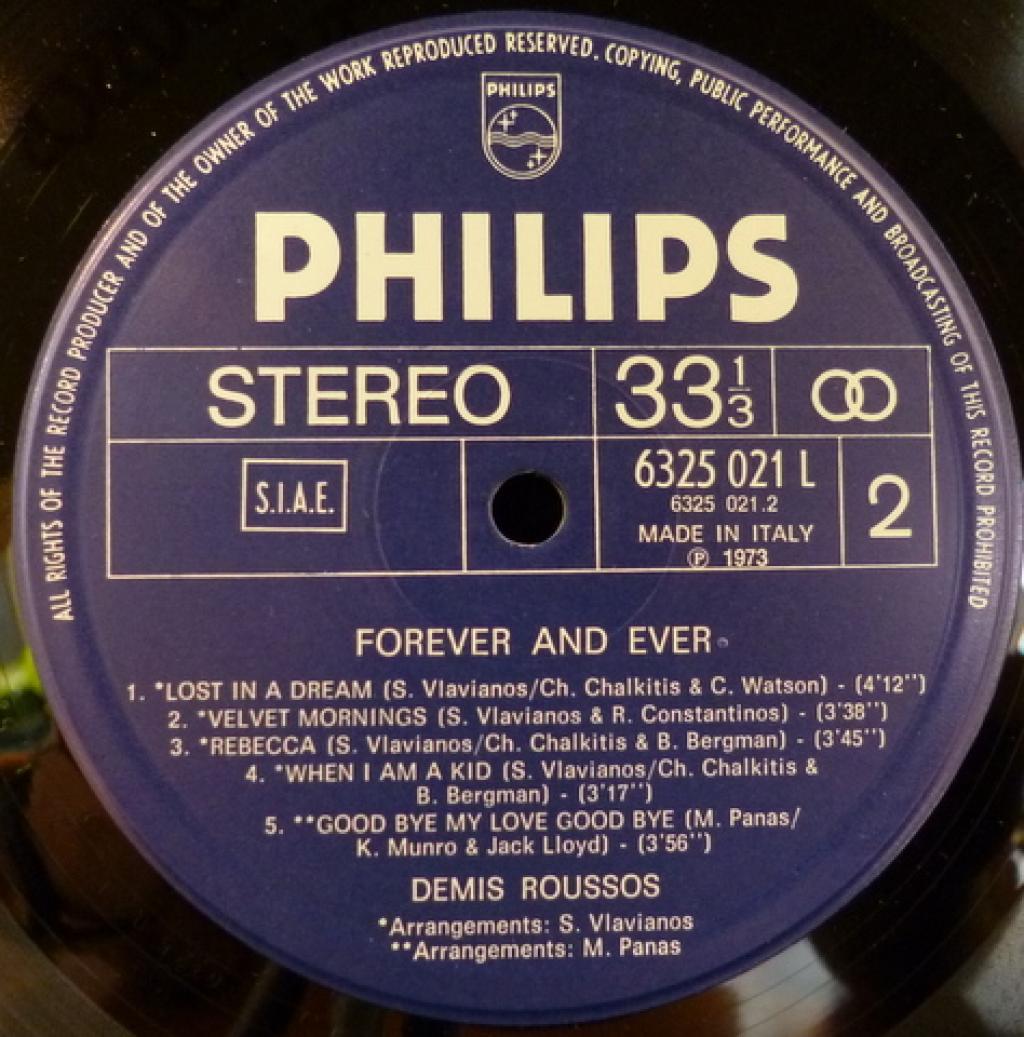 ALL RIGHTS OF THE RECORD PRODUCER AND OF THE OWNER OF THE WORK REPRODUCED RESERVED. COPYING, PUBLIC PERFORMANCE AND BROADCASTING OF THIS RECORD PROHIBITED
PHILIPS
PHILIPS
STEREO
33 1/3
S.I.A.E.
6325 021 L
6325 021.2
MADE IN ITALY
℗ 1973
2
FOREVER AND EVER
1. *LOST IN A DREAM (S. Vlavianos/Ch. Chalkitis & C. Watson) - (4'12'')
2. *VELVET MORNINGS (S. Vlavianos & R. Constantinos) - (3'38'')
3. *REBECCA (S. Vlavianos/Ch. Chalkitis & B. Bergman) - (3'45'')
4. *WHEN I AM A KID (S. Vlavianos/Ch. Chalkitis &
B. Bergman) - (3'17'')
5. **GOOD BYE MY LOVE GOOD BYE (M. Panas/
K. Munro & Jack Lloyd) - (3'56'')
DEMIS ROUSSOS
*Arrangements: S. Vlavianos
**Arrangements: M. Panas